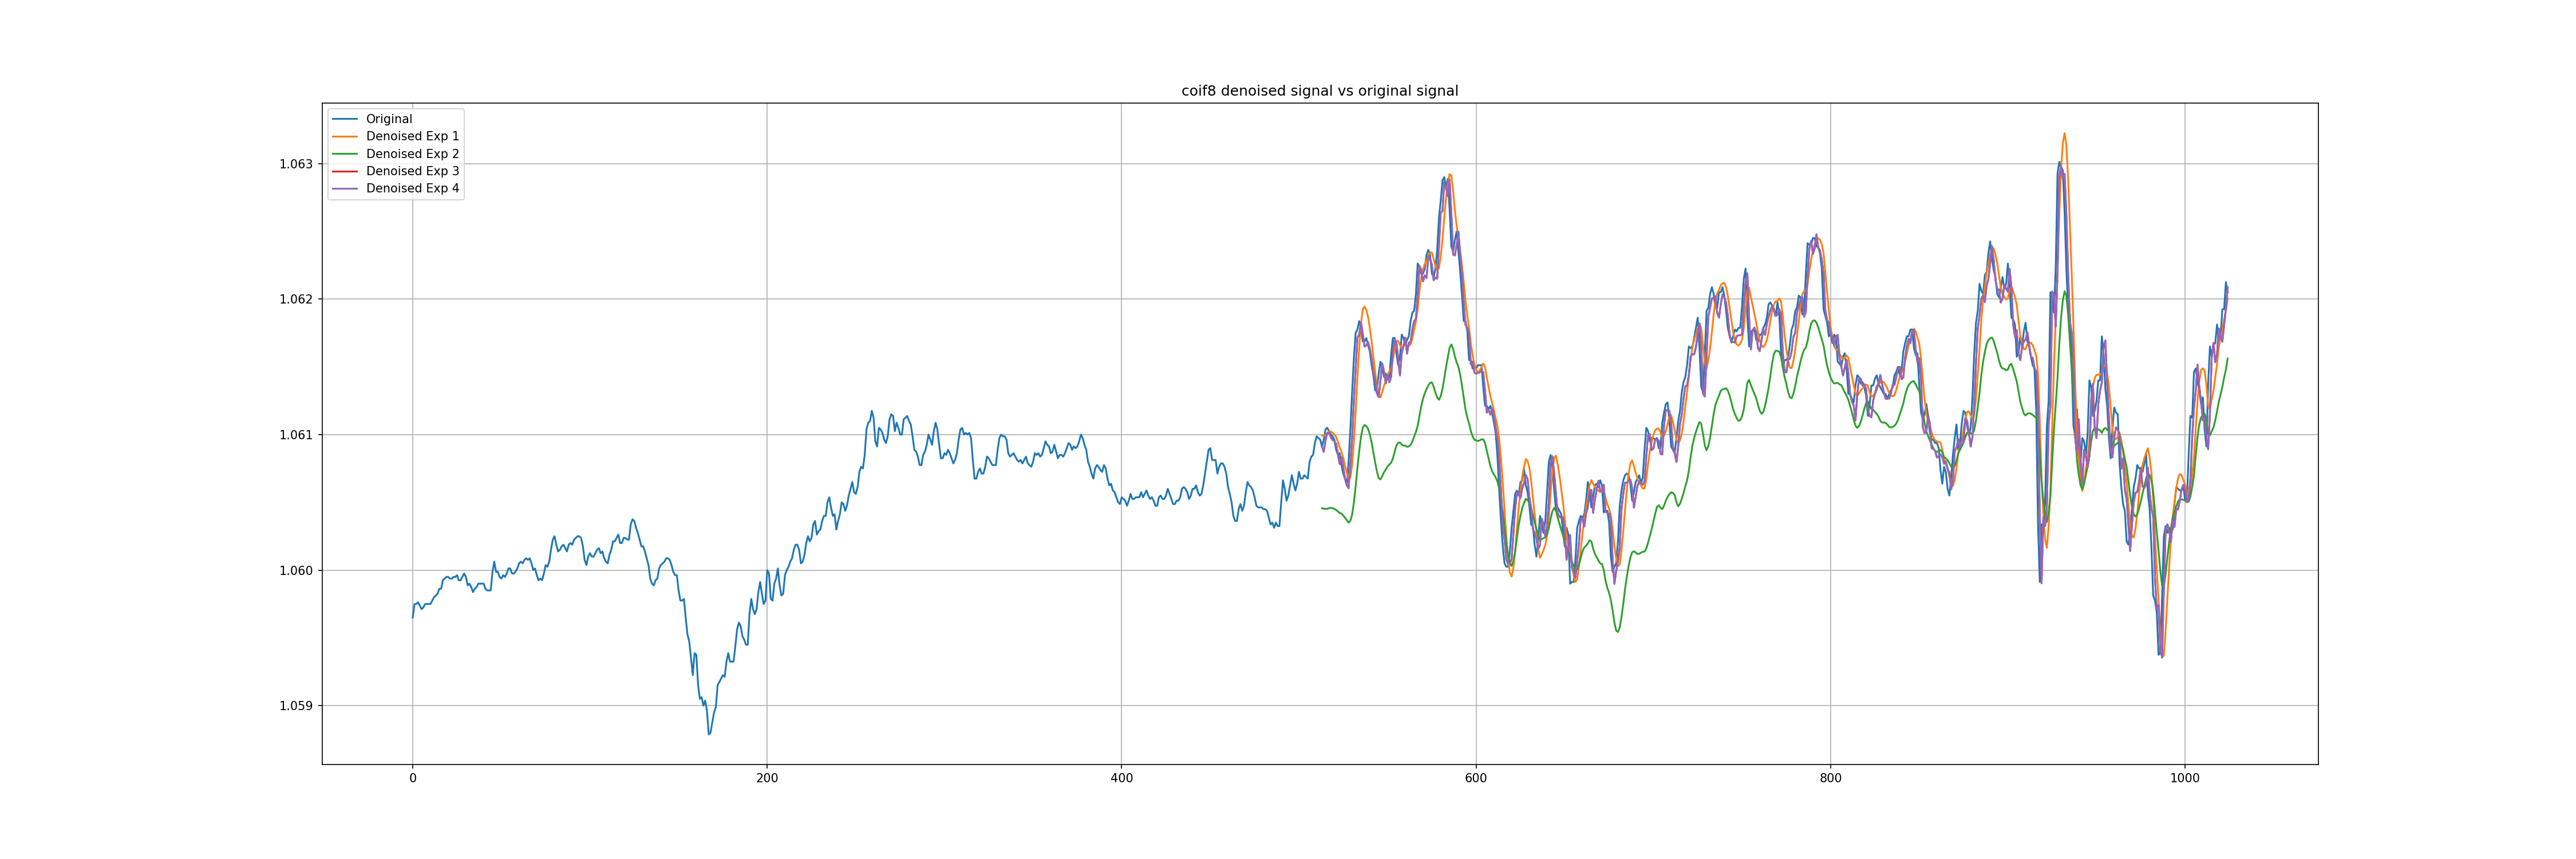 coif8 denoised signal vs original signal
Original
Denoised Exp 1
Denoised Exp 2
Denoised Exp 3
Denoised Exp 4
1.063
1.062
1.061
1.060
1.059
0 200 400 600 800 1000